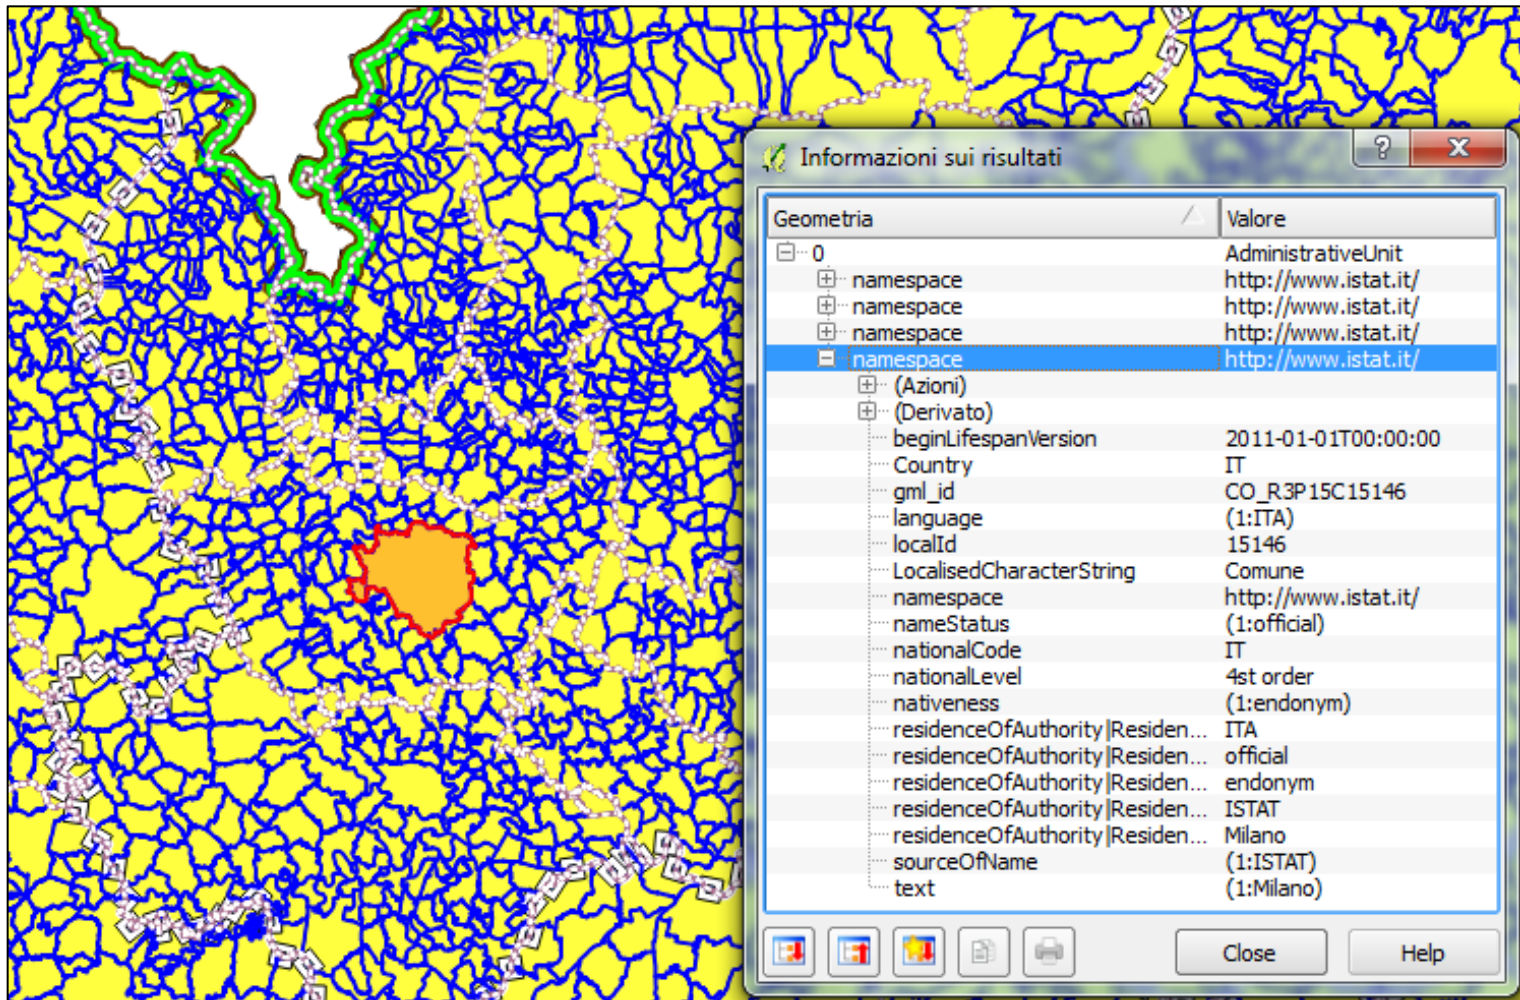 Informazioni sui risultati
?
X
Geometria Valore
0 AdministrativeUnit
namespace http://www.istat.it/
namespace http://www.istat.it/
namespace http://www.istat.it/
namespace http://www.istat.it/
(Azioni)
(Derivato)
beginLifespanVersion 2011-01-01T00:00:00
Country IT
gml_id CO_R3P15C15146
language (1:ITA)
localId 15146
LocalisedCharacterString Comune
namespace http://www.istat.it/
nameStatus (1:official)
nationalCode IT
nationalLevel 4st order
nativeness (1:endonym)
residenceOfAuthority|Residen... ITA
residenceOfAuthority|Residen... official
residenceOfAuthority|Residen... endonym
residenceOfAuthority|Residen... ISTAT
residenceOfAuthority|Residen... Milano
sourceOfName (1:ISTAT)
text (1:Milano)
Close Help